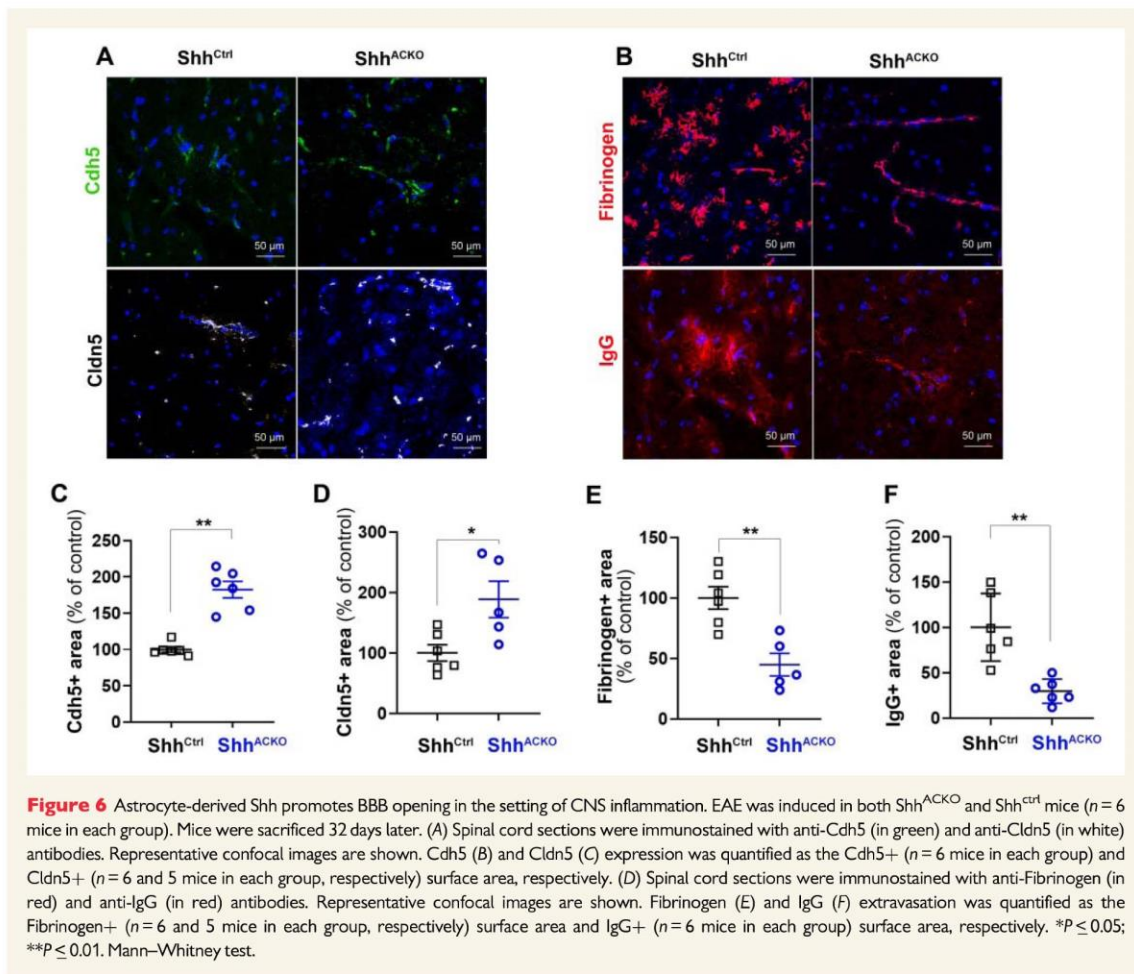 A
Shh^Ctrl
Shh^ACKO
Cdh5
50 µm
50 µm
Cldn5
50 µm
50 µm
B
Shh^Ctrl
Shh^ACKO
Fibrinogen
50 µm
50 µm
IgG
50 µm
50 µm
C
Cdh5+ area (% of control)
250
200
150
100
50
0
**
Shh^Ctrl
Shh^ACKO
D
Cldn5+ area (% of control)
300
200
100
0
*
Shh^Ctrl
Shh^ACKO
E
Fibrinogen+ area
(% of control)
150
100
50
0
**
Shh^Ctrl
Shh^ACKO
F
IgG+ area (% of control)
200
150
100
50
0
**
Shh^Ctrl
Shh^ACKO
Figure 6 Astrocyte-derived Shh promotes BBB opening in the setting of CNS inflammation. EAE was induced in both Shh^ACKO and Shh^ctrl mice (n = 6
mice in each group). Mice were sacrificed 32 days later. (A) Spinal cord sections were immunostained with anti-Cdh5 (in green) and anti-Cldn5 (in white)
antibodies. Representative confocal images are shown. Cdh5 (B) and Cldn5 (C) expression was quantified as the Cdh5+ (n = 6 mice in each group) and
Cldn5+ (n = 6 and 5 mice in each group, respectively) surface area, respectively. (D) Spinal cord sections were immunostained with anti-Fibrinogen (in
red) and anti-IgG (in red) antibodies. Representative confocal images are shown. Fibrinogen (E) and IgG (F) extravasation was quantified as the
Fibrinogen+ (n = 6 and 5 mice in each group, respectively) surface area and IgG+ (n = 6 mice in each group) surface area, respectively. *P ≤ 0.05;
**P ≤ 0.01. Mann–Whitney test.